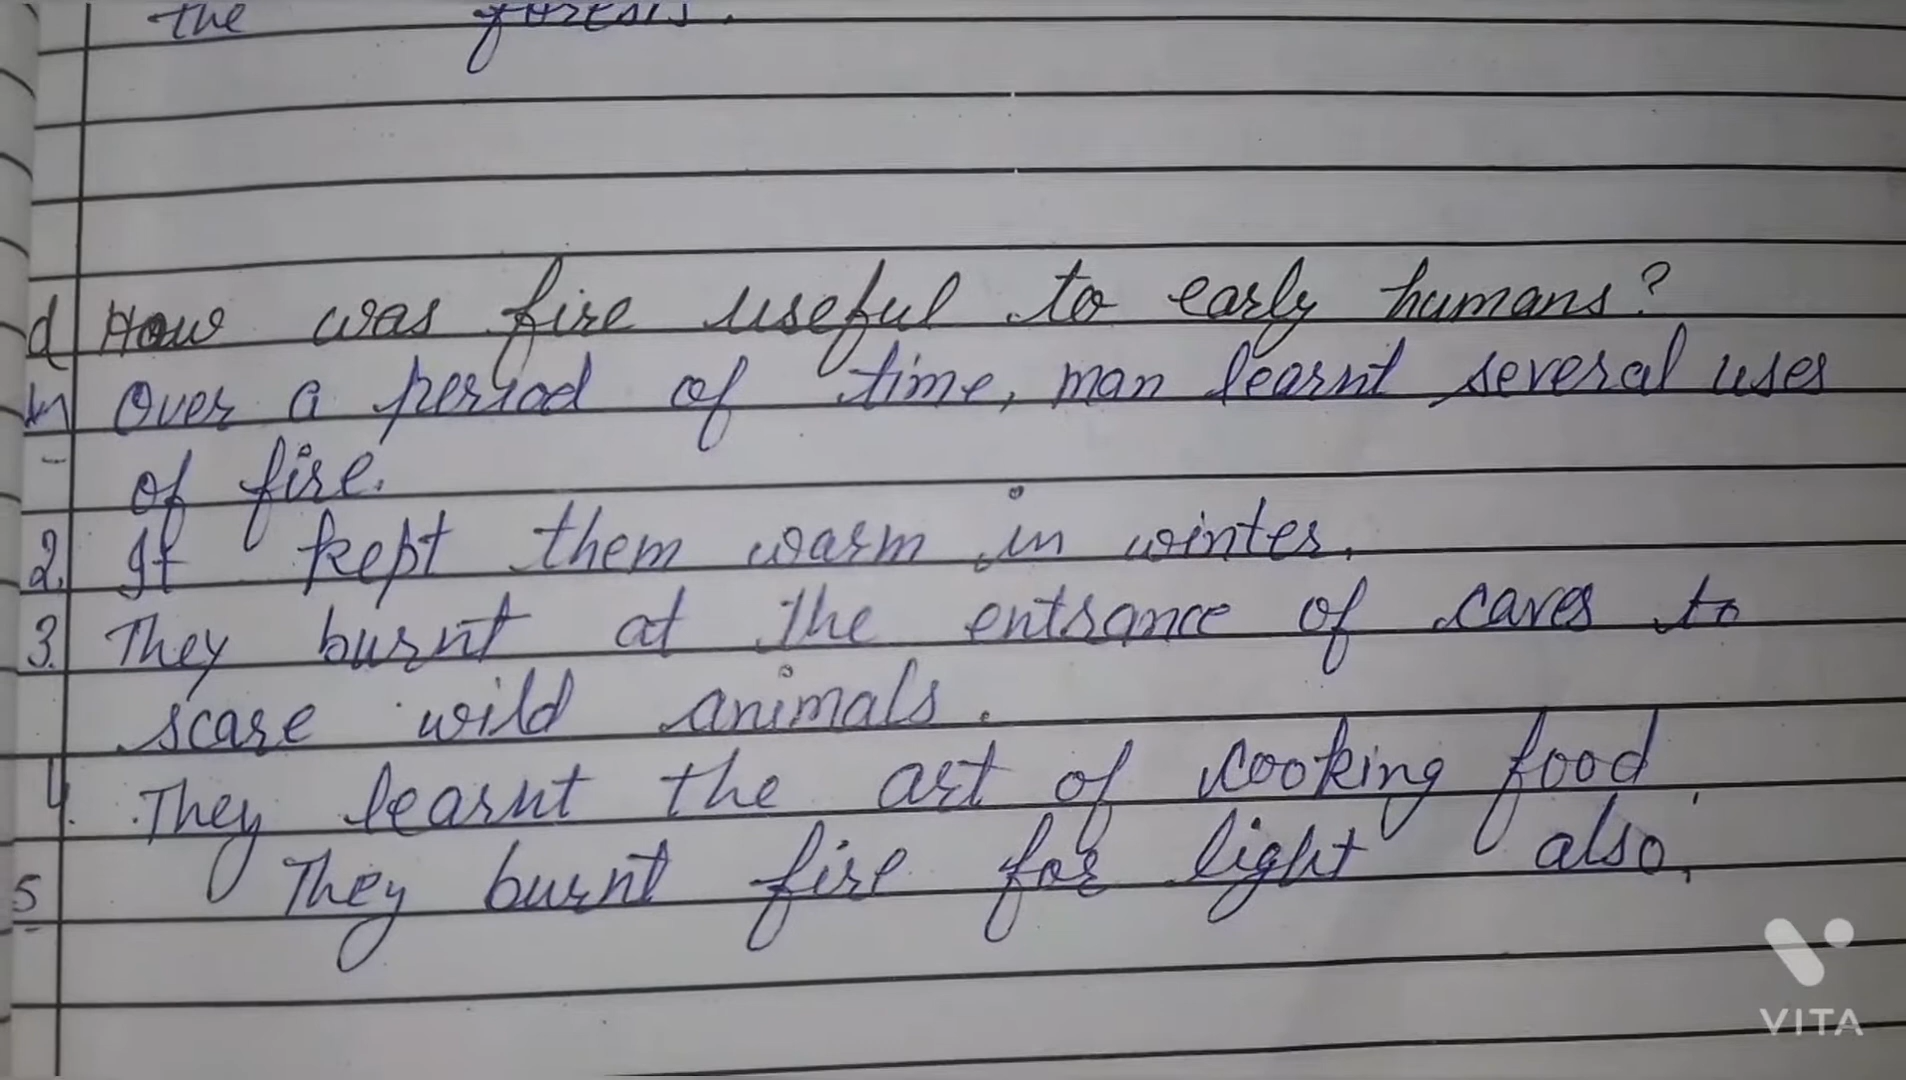 the forests.
d How was fire useful to early humans?
Over a period of time, man learnt several uses
of fire.
2. It kept them warm in winter.
3. They burnt at the entrance of caves to
scare wild animals.
4. They learnt the art of cooking food.
5 They burnt fire for light also.
VITA